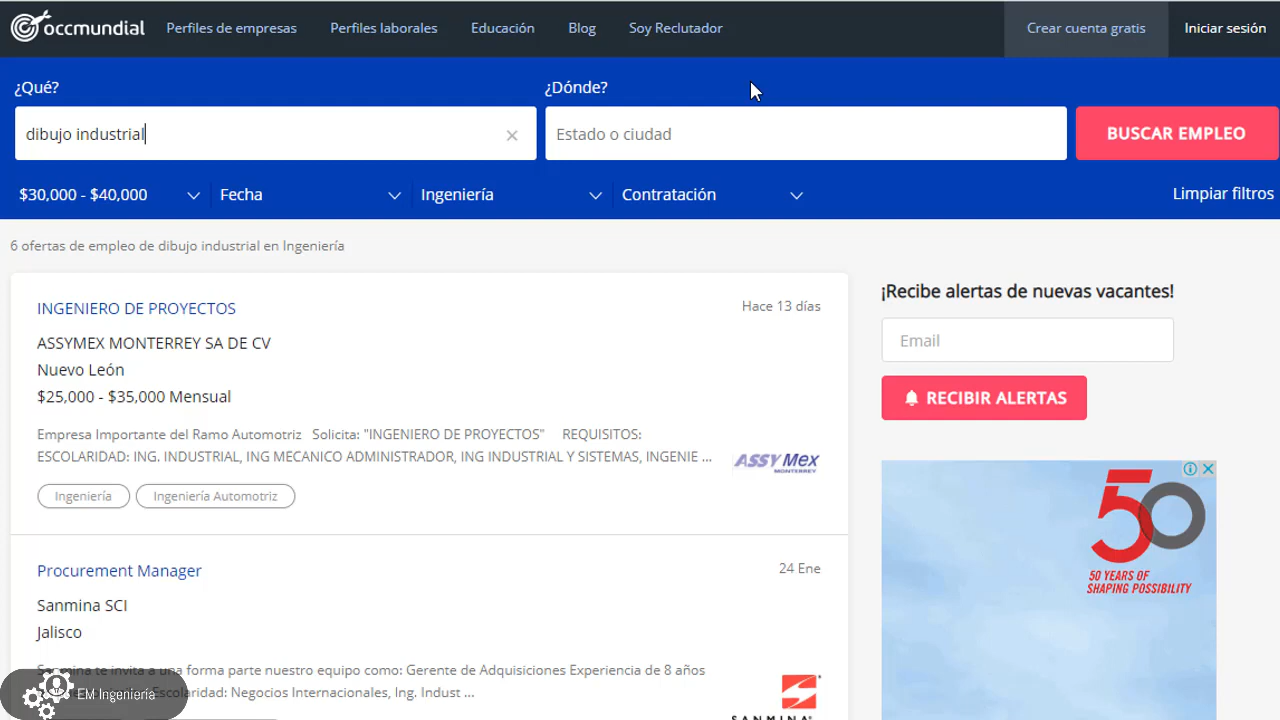 occmundial Perfiles de empresas Perfiles laborales Educación Blog Soy Reclutador Crear cuenta gratis Iniciar sesión
¿Qué? ¿Dónde?
dibujo industrial × Estado o ciudad BUSCAR EMPLEO
$30,000 - $40,000 Fecha Ingeniería Contratación Limpiar filtros
6 ofertas de empleo de dibujo industrial en Ingeniería
INGENIERO DE PROYECTOS Hace 13 días
ASSYMEX MONTERREY SA DE CV
Nuevo León
$25,000 - $35,000 Mensual
Empresa Importante del Ramo Automotriz Solicita: "INGENIERO DE PROYECTOS" REQUISITOS:
ESCOLARIDAD: ING. INDUSTRIAL, ING MECANICO ADMINISTRADOR, ING INDUSTRIAL Y SISTEMAS, INGENIE ...
ASSY Mex
MONTERREY
Ingeniería Ingeniería Automotriz
Procurement Manager 24 Ene
Sanmina SCI
Jalisco
Sanmina te invita a una forma parte nuestro equipo como: Gerente de Adquisiciones Experiencia de 8 años
Escolaridad: Negocios Internacionales, Ing. Indust ...
SANMINA
EM Ingeniería
¡Recibe alertas de nuevas vacantes!
Email
RECIBIR ALERTAS
50
50 YEARS OF
SHAPING POSSIBILITY